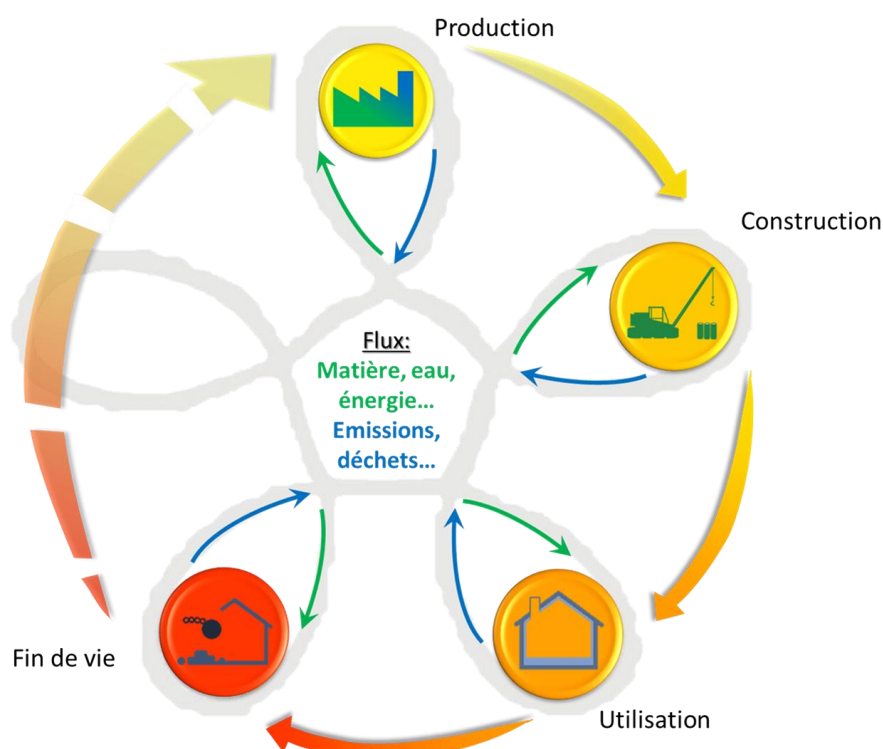 Production
Construction
Flux:
Matière, eau,
énergie...
Emissions,
déchets...
Fin de vie
Utilisation